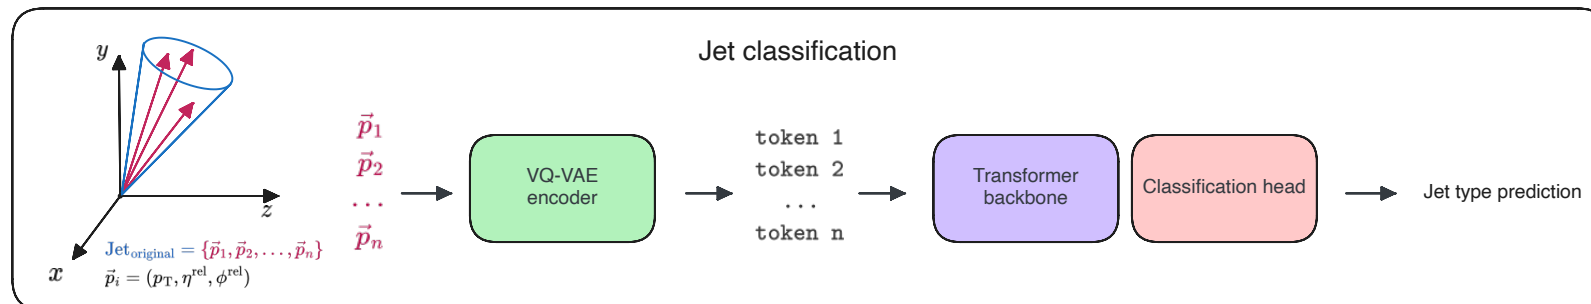 Jet classification
y
z
x
Jet_original = {p⃗_1, p⃗_2, . . . , p⃗_n}
p⃗_i = (p_T, η^rel, ϕ^rel)
p⃗_1
p⃗_2
. . .
p⃗_n
VQ-VAE
encoder
token 1
token 2
...
token n
Transformer
backbone
Classification head
Jet type prediction